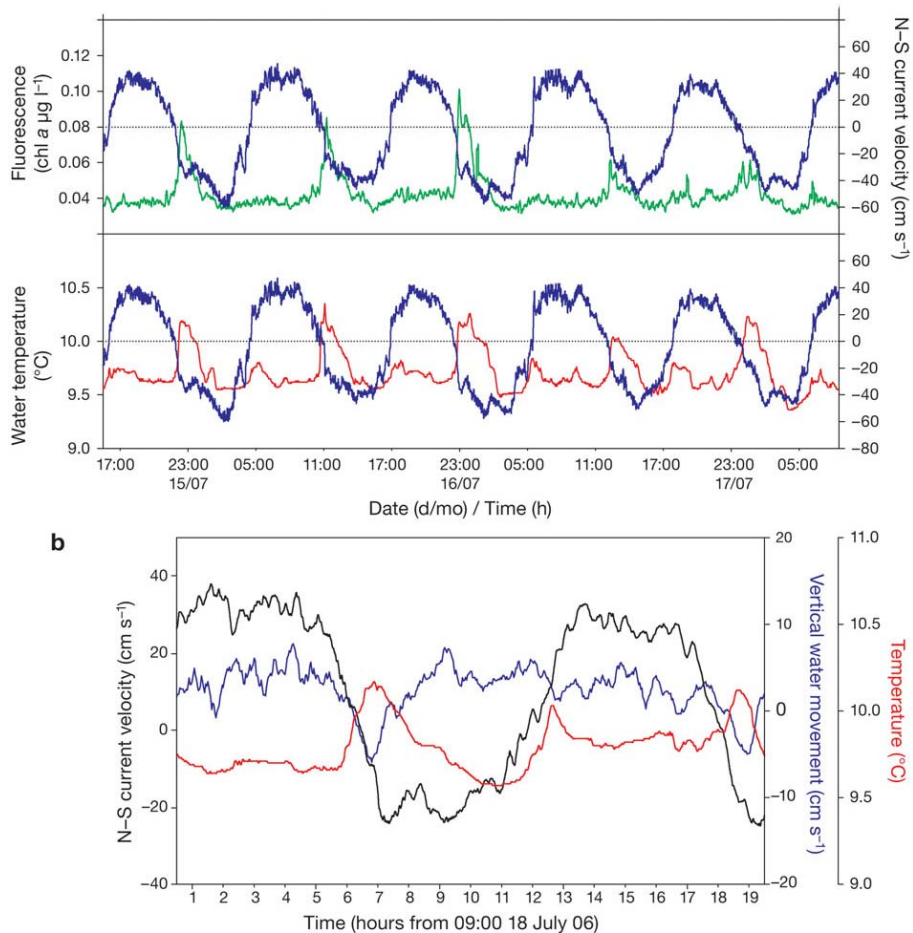 Fluorescence
(chl a µg l–1)
0.12
0.10
0.08
0.06
0.04
80
60
40
20
0
–20
–40
–60
N–S current velocity (cm s–1)
Water temperature
(°C)
10.5
10.0
9.5
9.0
60
40
20
0
–20
–40
–60
–80
17:00 23:00 05:00 11:00 17:00 23:00 05:00 11:00 17:00 23:00 05:00
15/07 16/07 17/07
Date (d/mo) / Time (h)
b
N–S current velocity (cm s–1)
40
20
0
–20
–40
20
10
0
–10
–20
Vertical water movement (cm s–1)
11.0
10.5
10.0
9.5
9.0
Temperature (°C)
1 2 3 4 5 6 7 8 9 10 11 12 13 14 15 16 17 18 19
Time (hours from 09:00 18 July 06)